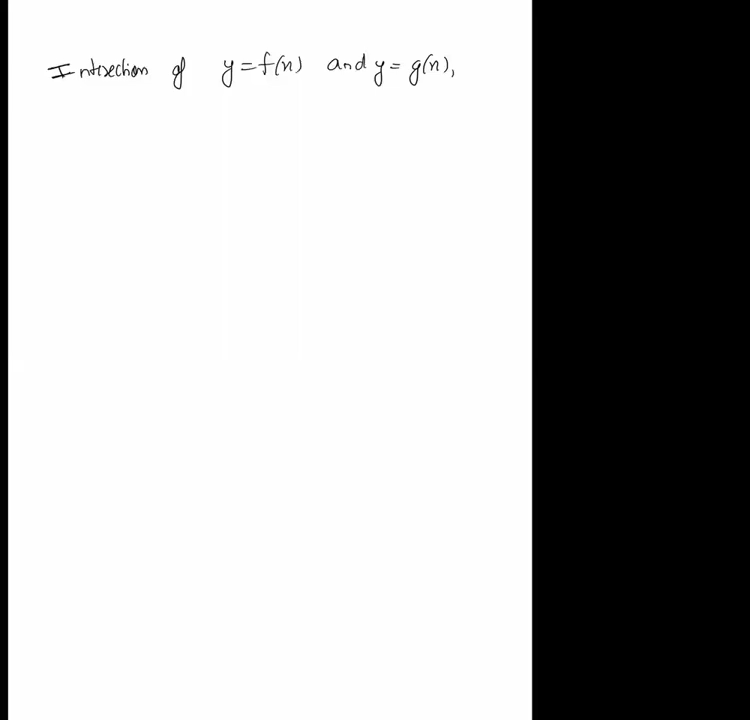 Intersection of y=f(x) and y= g(x),